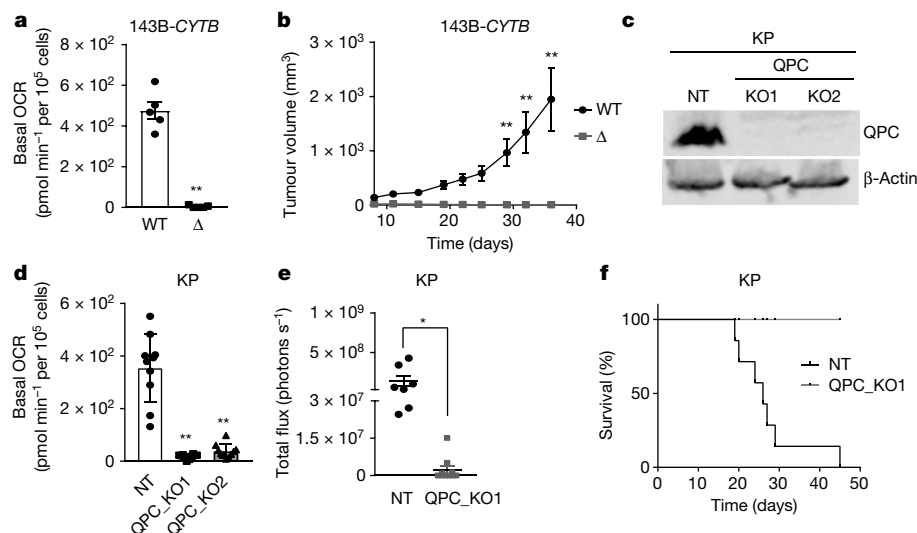 a
143B-CYTB
8 × 10²
6 × 10²
4 × 10²
2 × 10²
0
Basal OCR
(pmol min⁻¹ per 10⁵ cells)
**
WT
Δ
b
143B-CYTB
3 × 10³
2 × 10³
1 × 10³
0
Tumour volume (mm³)
**
**
**
WT
Δ
10
20
30
40
Time (days)
c
KP
QPC
NT
KO1
KO2
QPC
β-Actin
d
KP
6 × 10²
4 × 10²
2 × 10²
0
Basal OCR
(pmol min⁻¹ per 10⁵ cells)
**
**
NT
QPC_KO1
QPC_KO2
e
KP
1 × 10⁹
5 × 10⁸
3 × 10⁷
1.5 × 10⁷
0
Total flux (photons s⁻¹)
*
NT
QPC_KO1
f
KP
100
50
0
Survival (%)
NT
QPC_KO1
0
10
20
30
40
50
Time (days)